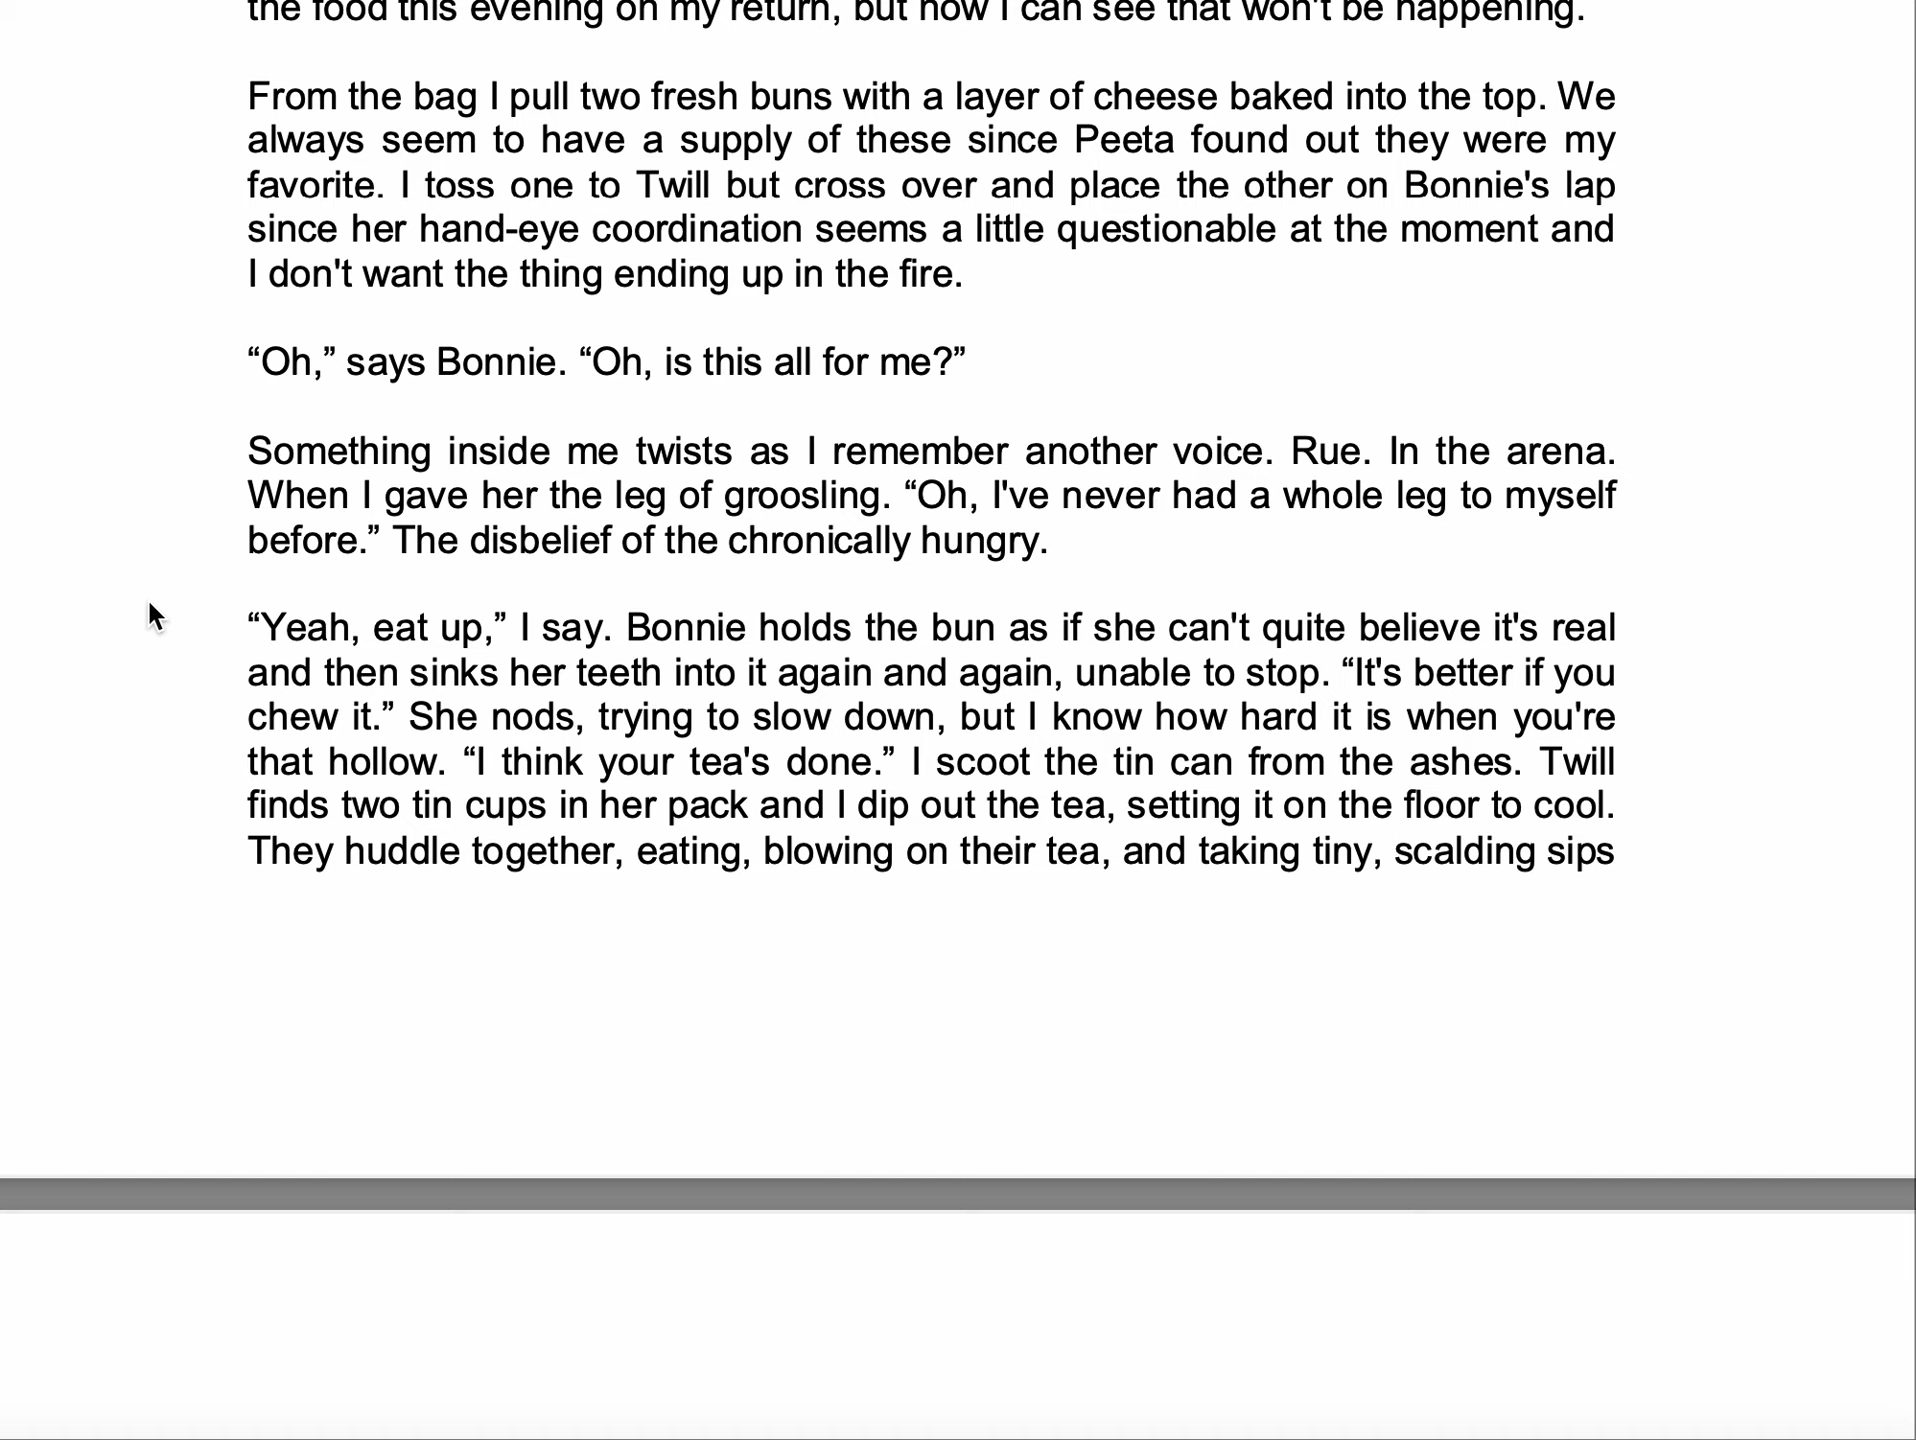 the food this evening on my return, but now I can see that won't be happening.
From the bag I pull two fresh buns with a layer of cheese baked into the top. We
always seem to have a supply of these since Peeta found out they were my
favorite. I toss one to Twill but cross over and place the other on Bonnie's lap
since her hand-eye coordination seems a little questionable at the moment and
I don't want the thing ending up in the fire.
“Oh,” says Bonnie. “Oh, is this all for me?”
Something inside me twists as I remember another voice. Rue. In the arena.
When I gave her the leg of groosling. “Oh, I've never had a whole leg to myself
before.” The disbelief of the chronically hungry.
“Yeah, eat up,” I say. Bonnie holds the bun as if she can't quite believe it's real
and then sinks her teeth into it again and again, unable to stop. “It's better if you
chew it.” She nods, trying to slow down, but I know how hard it is when you're
that hollow. “I think your tea's done.” I scoot the tin can from the ashes. Twill
finds two tin cups in her pack and I dip out the tea, setting it on the floor to cool.
They huddle together, eating, blowing on their tea, and taking tiny, scalding sips